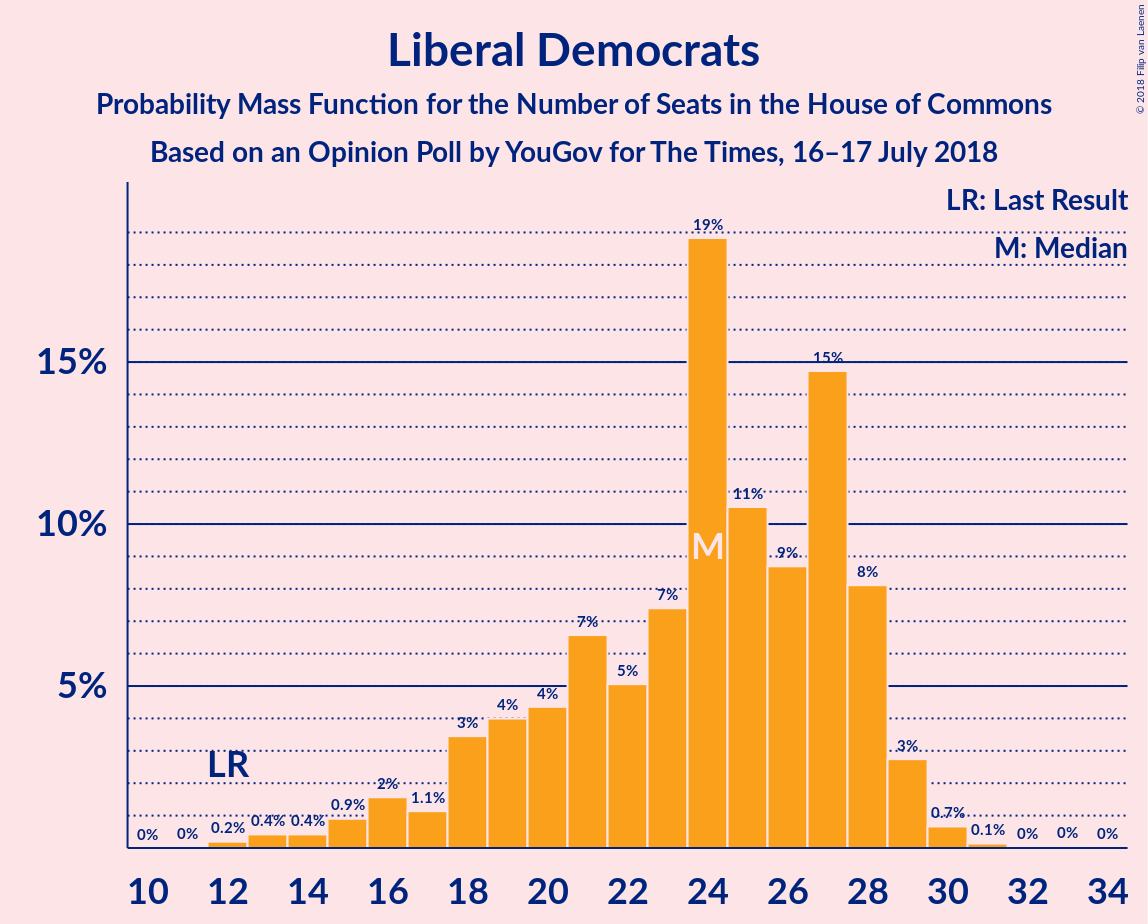 Liberal Democrats
Probability Mass Function for the Number of Seats in the House of Commons
Based on an Opinion Poll by YouGov for The Times, 16–17 July 2018
© 2018 Filip van Laenen
LR: Last Result
M: Median
19%
15%
15%
11%
10%
M
9%
8%
7%
7%
5%
5%
4%
4%
3%
3%
LR
2%
1.1%
0.9%
0.7%
0.4% 0.4%
0.2%
0.1%
0% 0% 0% 0% 0%
10 12 14 16 18 20 22 24 26 28 30 32 34